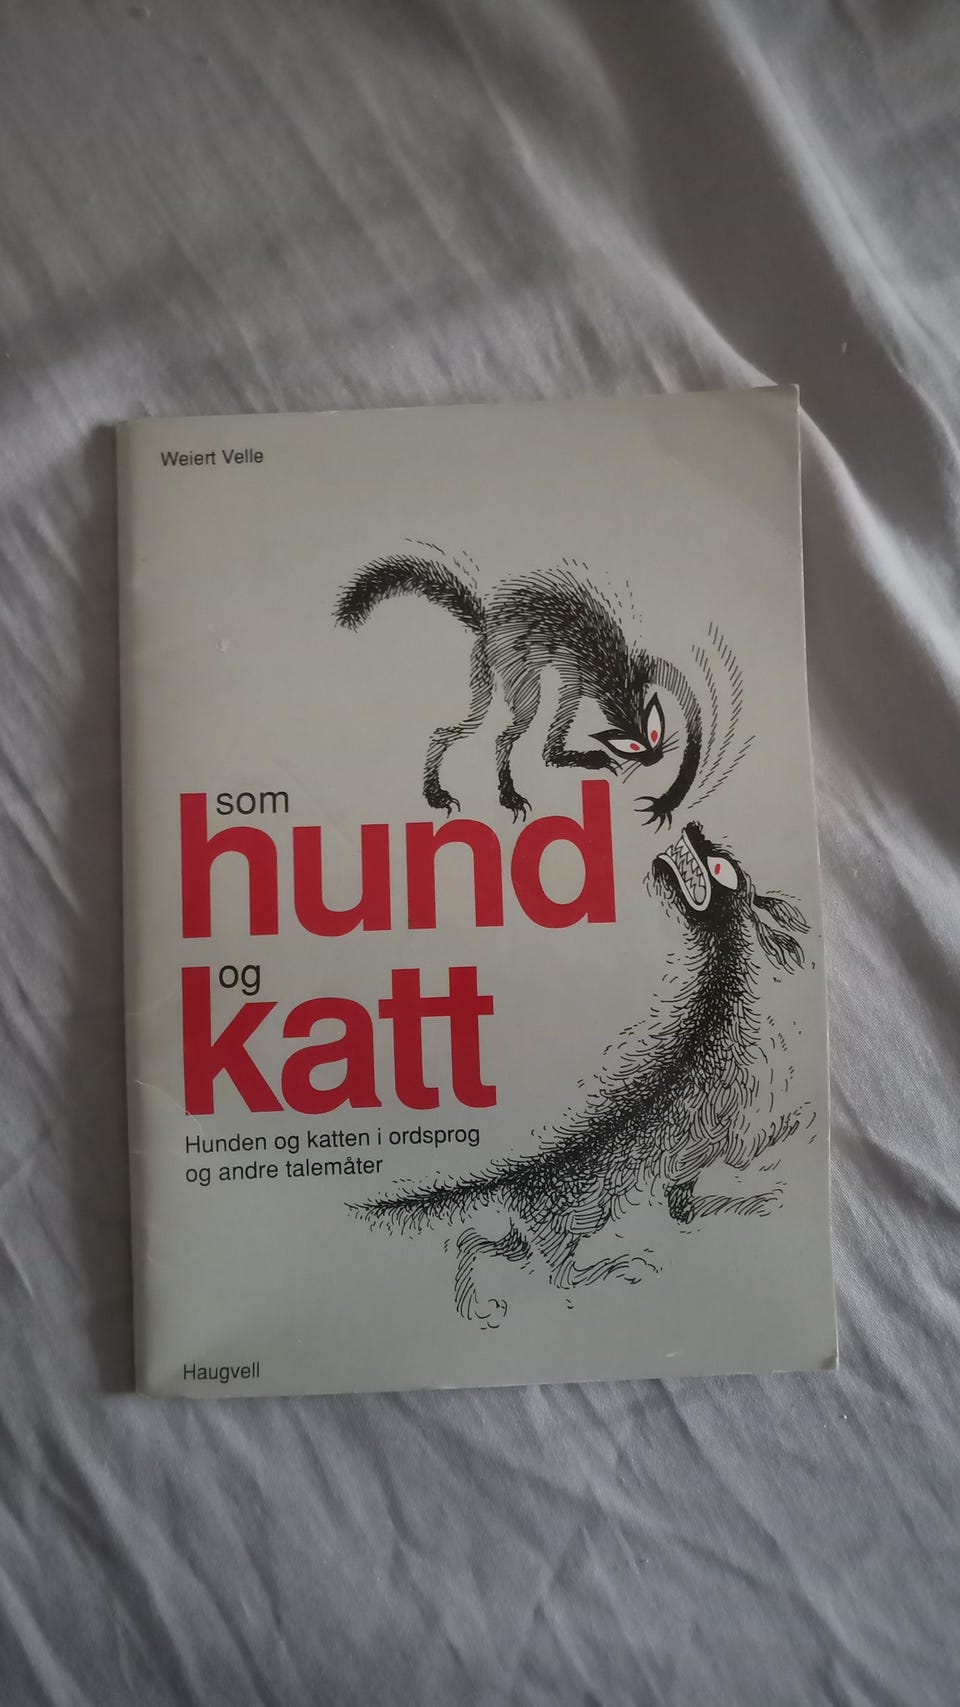 Weiert Velle
som
hund
og
katt
Hunden og katten i ordsprog
og andre talemåter
Haugvell